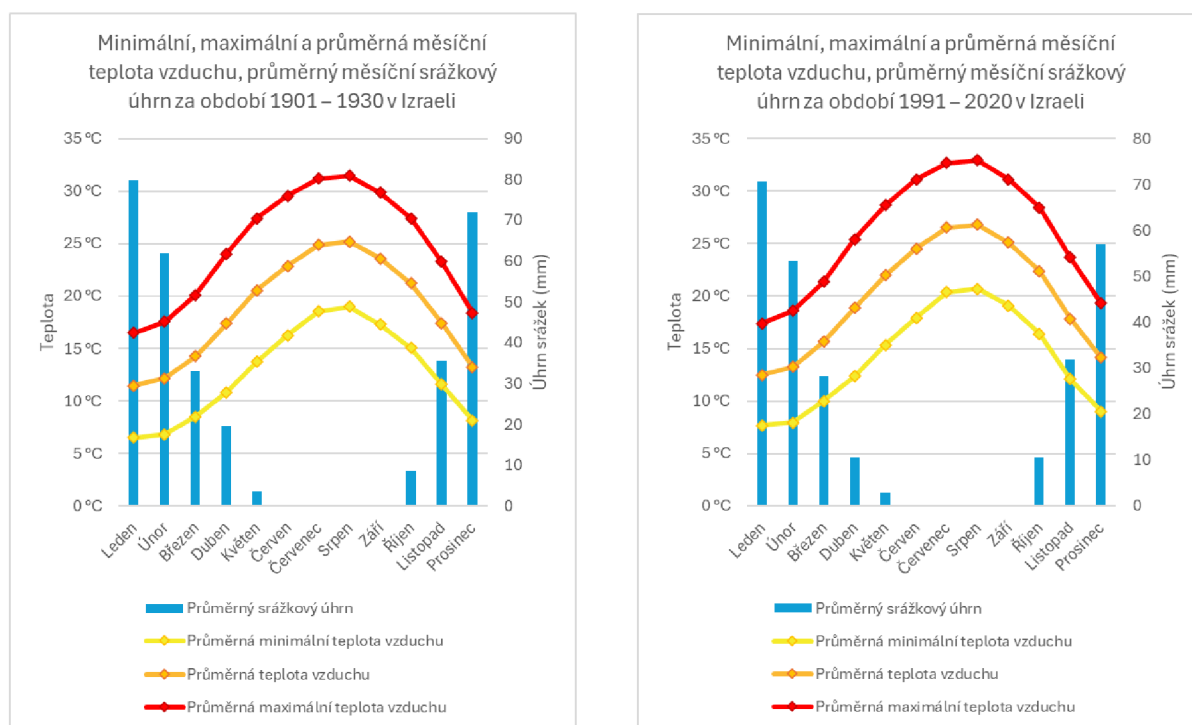 Minimální, maximální a průměrná měsíční
teplota vzduchu, průměrný měsíční srážkový
úhrn za období 1901 – 1930 v Izraeli
35 °C
30 °C
25 °C
20 °C
15 °C
10 °C
5 °C
0 °C
Teplota
90
80
70
60
50
40
30
20
10
0
Úhrn srážek (mm)
Leden
Únor
Březen
Duben
Květen
Červen
Červenec
Srpen
Září
Říjen
Listopad
Prosinec
Průměrný srážkový úhrn
Průměrná minimální teplota vzduchu
Průměrná teplota vzduchu
Průměrná maximální teplota vzduchu
Minimální, maximální a průměrná měsíční
teplota vzduchu, průměrný měsíční srážkový
úhrn za období 1991 – 2020 v Izraeli
35 °C
30 °C
25 °C
20 °C
15 °C
10 °C
5 °C
0 °C
Teplota
80
70
60
50
40
30
20
10
0
Úhrn srážek (mm)
Leden
Únor
Březen
Duben
Květen
Červen
Červenec
Srpen
Září
Říjen
Listopad
Prosinec
Průměrný srážkový úhrn
Průměrná minimální teplota vzduchu
Průměrná teplota vzduchu
Průměrná maximální teplota vzduchu